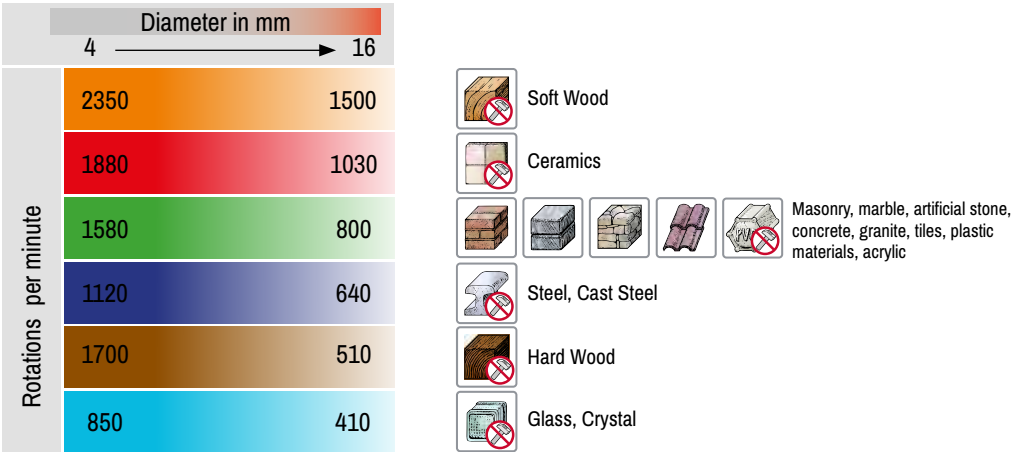 Diameter in mm
4 16
Rotations per minute
2350 1500 Soft Wood
1880 1030 Ceramics
1580 800 PV Masonry, marble, artificial stone,
concrete, granite, tiles, plastic
materials, acrylic
1120 640 Steel, Cast Steel
1700 510 Hard Wood
850 410 Glass, Crystal